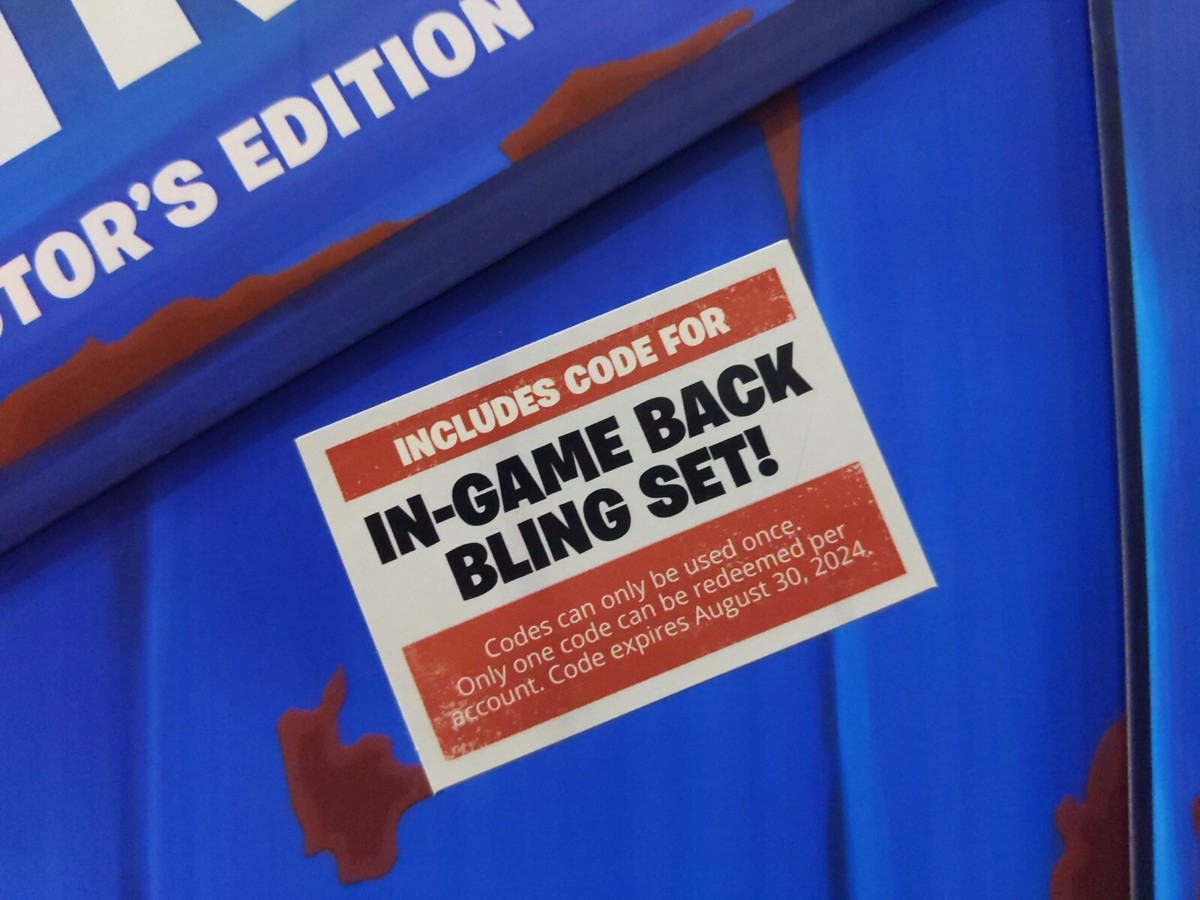 TOR'S EDITION
INCLUDES CODE FOR
IN-GAME BACK
BLING SET!
Codes can only be used once.
Only one code can be redeemed per
account. Code expires August 30, 2024.